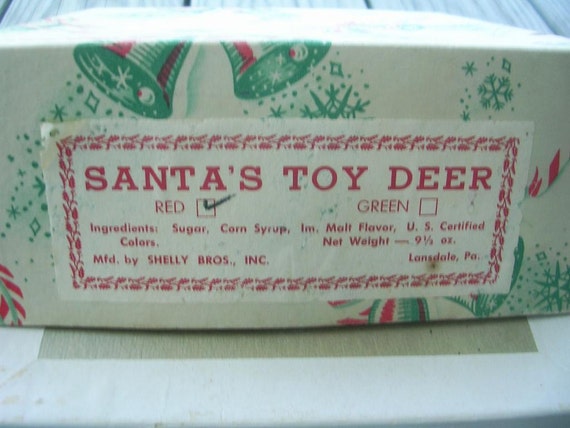 SANTA'S TOY DEER
RED ☑ GREEN ☐
Ingredients: Sugar, Corn Syrup, Im. Malt Flavor, U. S. Certified
Colors. Net Weight — 9½ oz.
Mfd. by SHELLY BROS., INC. Lansdale, Pa.